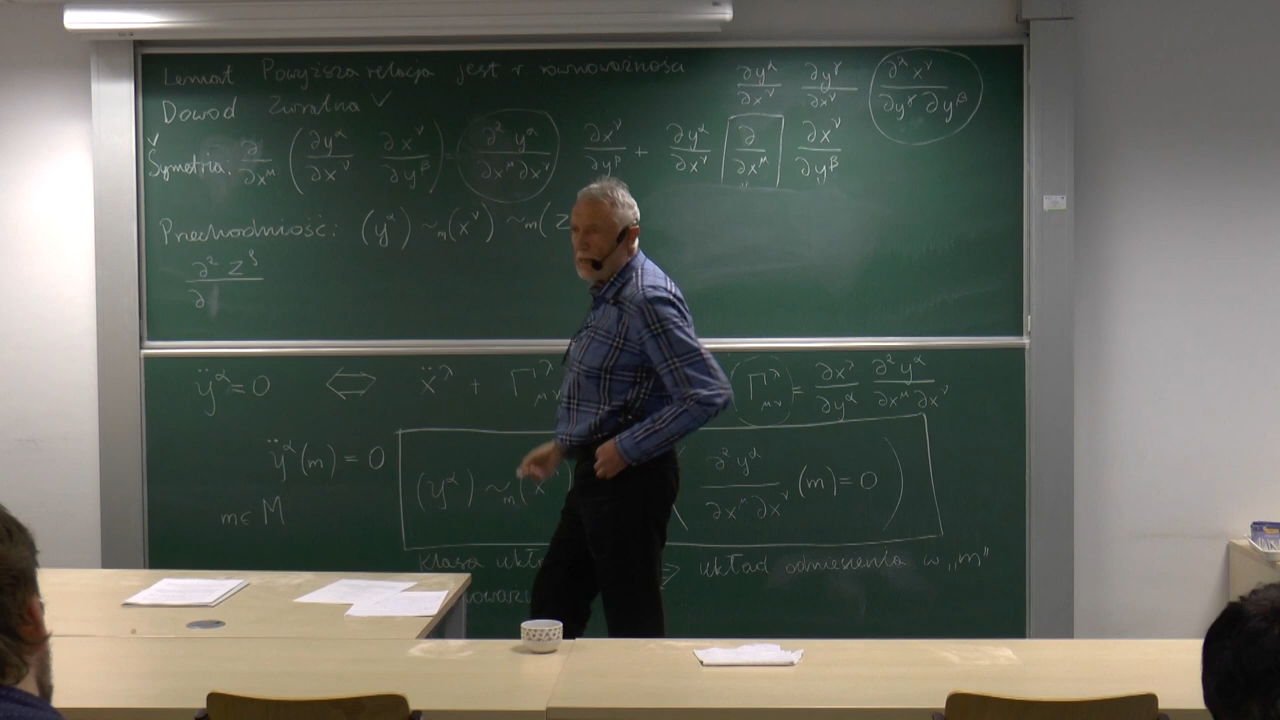 Lemat Powyższa relacja jest r. równoważności
Dowód Zwrotna ✓
∂y^α/∂x^ν ∂y^γ/∂x^ν ∂²x^ν/∂y^γ∂y^β
Symetria: ∂/∂x^μ (∂y^α/∂x^ν ∂x^ν/∂y^β) = ∂²y^α/∂x^μ∂x^ν ∂x^ν/∂y^β + ∂y^α/∂x^ν ∂/∂x^μ ∂x^ν/∂y^β
Przechodniość: (y^α) ~_m (x^ν) ~_m (z
∂²z^ς/∂
ÿ^α = 0 ⟺ ẍ^λ + Γ^λ_μν Γ^λ_μν = ∂x^λ/∂y^α ∂²y^α/∂x^μ∂x^ν
ÿ^α(m) = 0
m∈M
(y^α) ~_m (x ( ∂²y^α/∂x^μ∂x^ν (m) = 0 )
Klasa ukła ⇒ układ odniesienia w „m”